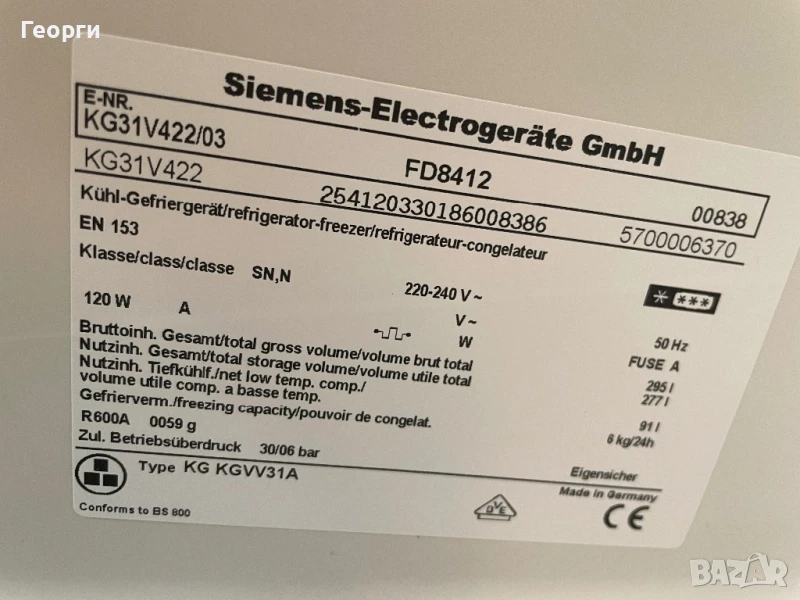 Георги
Siemens-Electrogeräte GmbH
E-NR.
KG31V422/03
FD8412
00838
KG31V422
254120330186008386
5700006370
Kühl-Gefriergerät/refrigerator-freezer/refrigerateur-congelateur
EN 153
Klasse/class/classe SN,N
220-240 V ~
* ***
V ~
50 Hz
120 W A
W
FUSE A
Bruttoinh. Gesamt/total gross volume/volume brut total 295 l
Nutzinh. Gesamt/total storage volume/volume utile total 277 l
Nutzinh. Tiefkühlf./net low temp. comp./
volume utile comp. a basse temp. 91 l
Gefrierverm./freezing capacity/pouvoir de congelat. 6 kg/24h
R600A 0059 g
Zul. Betriebsüberdruck 30/06 bar
Eigensicher
Type KG KGVV31A
Made in Germany
DVE
CE
Conforms to BS 800
BAZAR